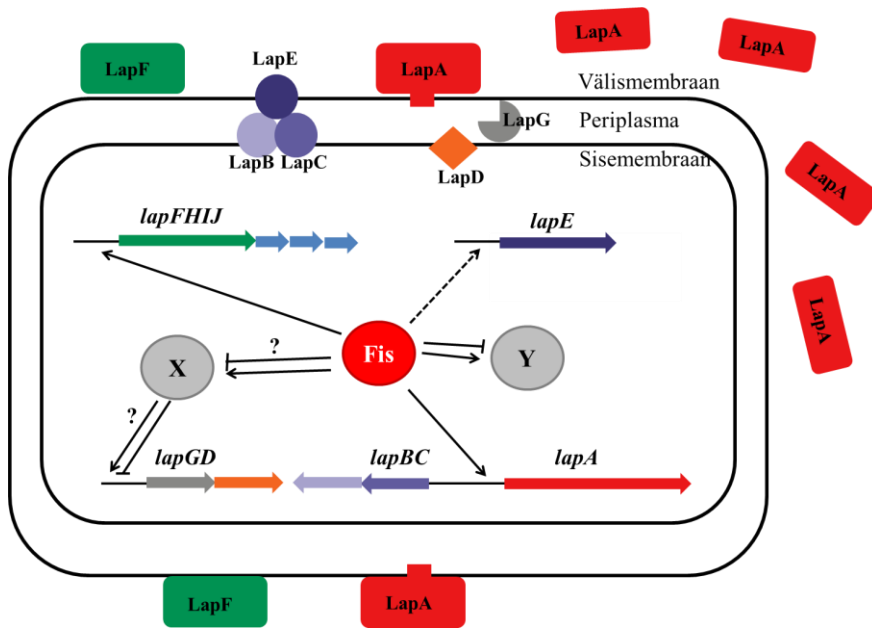 LapA
LapA
LapF
LapE
LapA
Välismembraan
LapG
Periplasma
LapB
LapC
LapD
Sisemembraan
LapA
lapFHIJ
lapE
LapA
?
X
Fis
Y
?
lapGD
lapBC
lapA
LapF
LapA